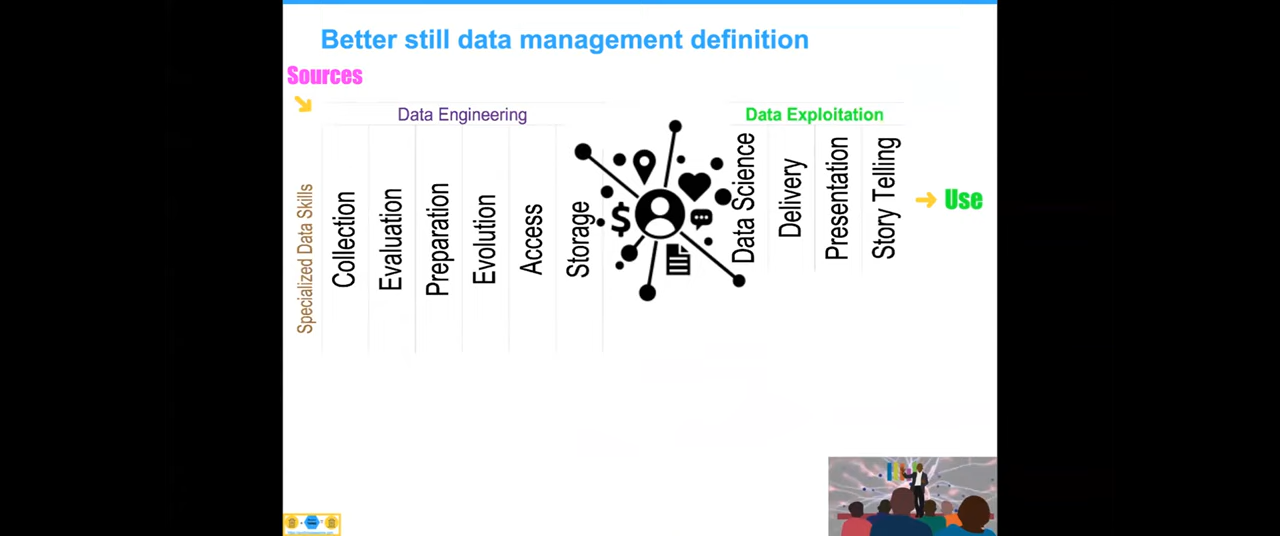 Better still data management definition
Sources
Data Engineering
Data Exploitation
Specialized Data Skills
Collection
Evaluation
Preparation
Evolution
Access
Storage
$
Data Science
Delivery
Presentation
Story Telling
Use